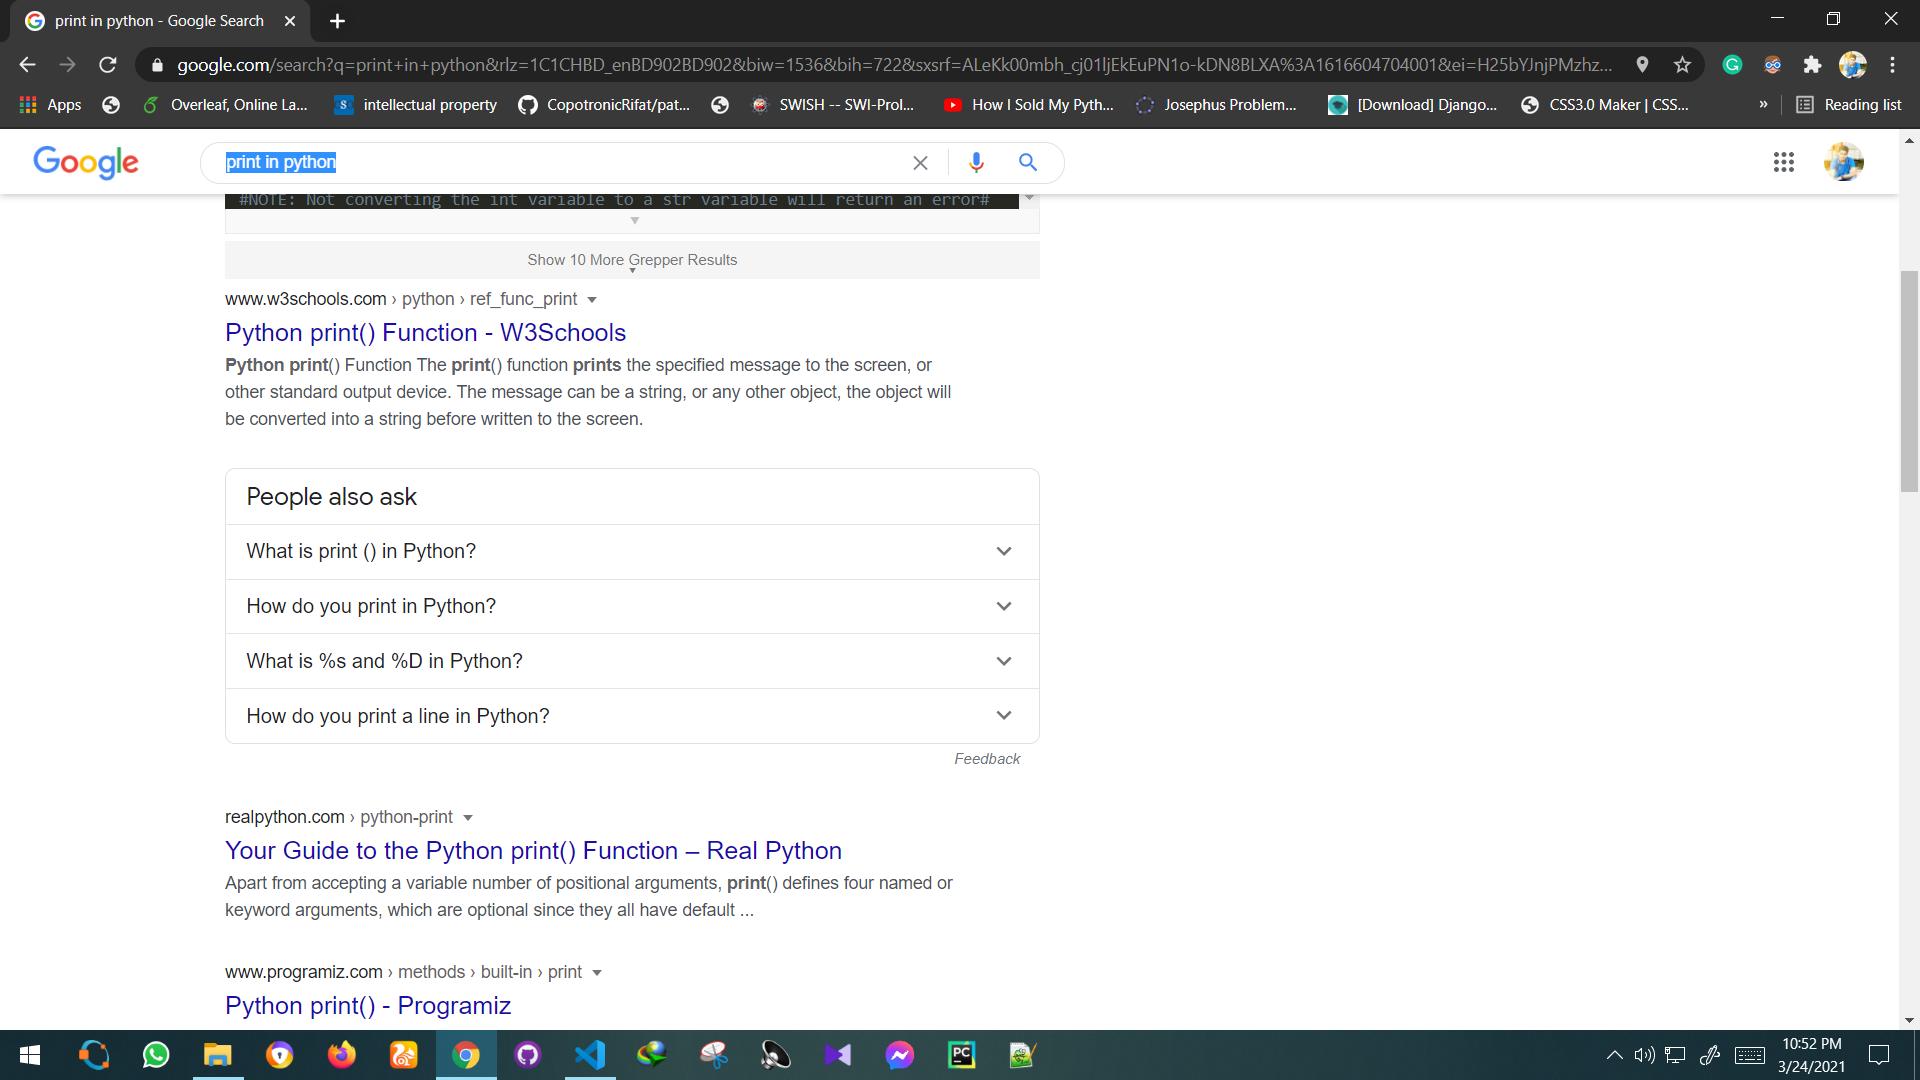 print in python - Google Search
google.com/search?q=print+in+python&rlz=1C1CHBD_enBD902BD902&biw=1536&bih=722&sxsrf=ALeKk00mbh_cj01ljEkEuPN1o-kDN8BLXA%3A1616604704001&ei=H25bYJnjPMzhz...
Apps Overleaf, Online La... intellectual property CopotronicRifat/pat... SWISH -- SWI-Prol... How I Sold My Pyth... Josephus Problem... [Download] Django... CSS3.0 Maker | CSS... » Reading list
Google print in python
#NOTE: Not converting the int variable to a str variable will return an error#
Show 10 More Grepper Results
www.w3schools.com › python › ref_func_print
Python print() Function - W3Schools
Python print() Function The print() function prints the specified message to the screen, or
other standard output device. The message can be a string, or any other object, the object will
be converted into a string before written to the screen.
People also ask
What is print () in Python?
How do you print in Python?
What is %s and %D in Python?
How do you print a line in Python?
Feedback
realpython.com › python-print
Your Guide to the Python print() Function – Real Python
Apart from accepting a variable number of positional arguments, print() defines four named or
keyword arguments, which are optional since they all have default ...
www.programiz.com › methods › built-in › print
Python print() - Programiz
10:52 PM
3/24/2021